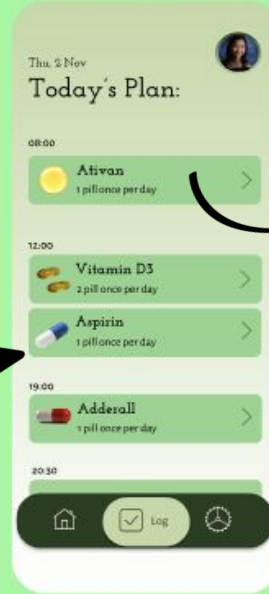 Thu, 2 Nov
Today's Plan:
08:00
Ativan
1 pill once per day
12:00
Vitamin D3
2 pill once per day
Aspirin
1 pill once per day
19:00
Adderall
1 pill once per day
20:30
Log